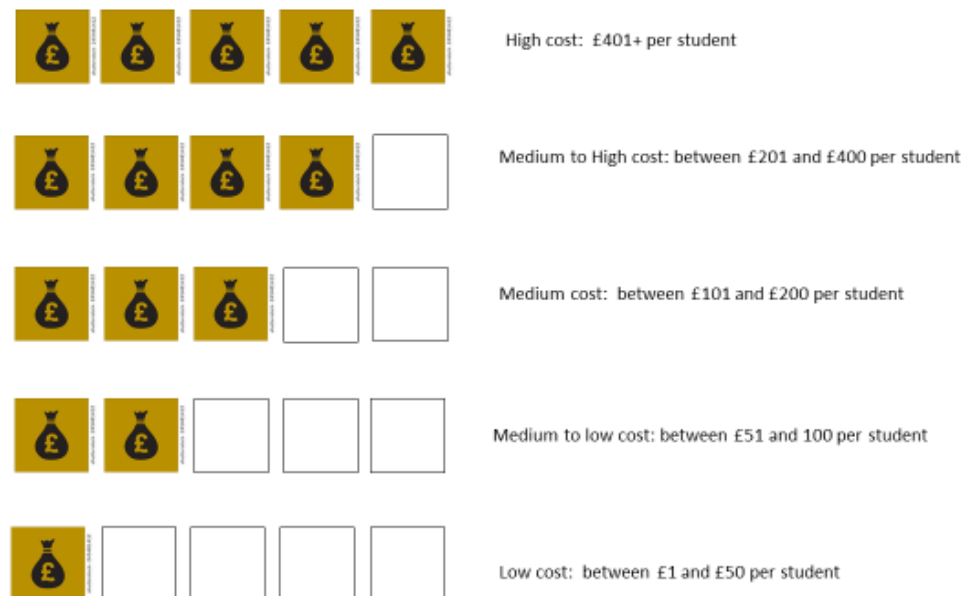 High cost: £401+ per student
Medium to High cost: between £201 and £400 per student
Medium cost: between £101 and £200 per student
Medium to low cost: between £51 and 100 per student
Low cost: between £1 and £50 per student